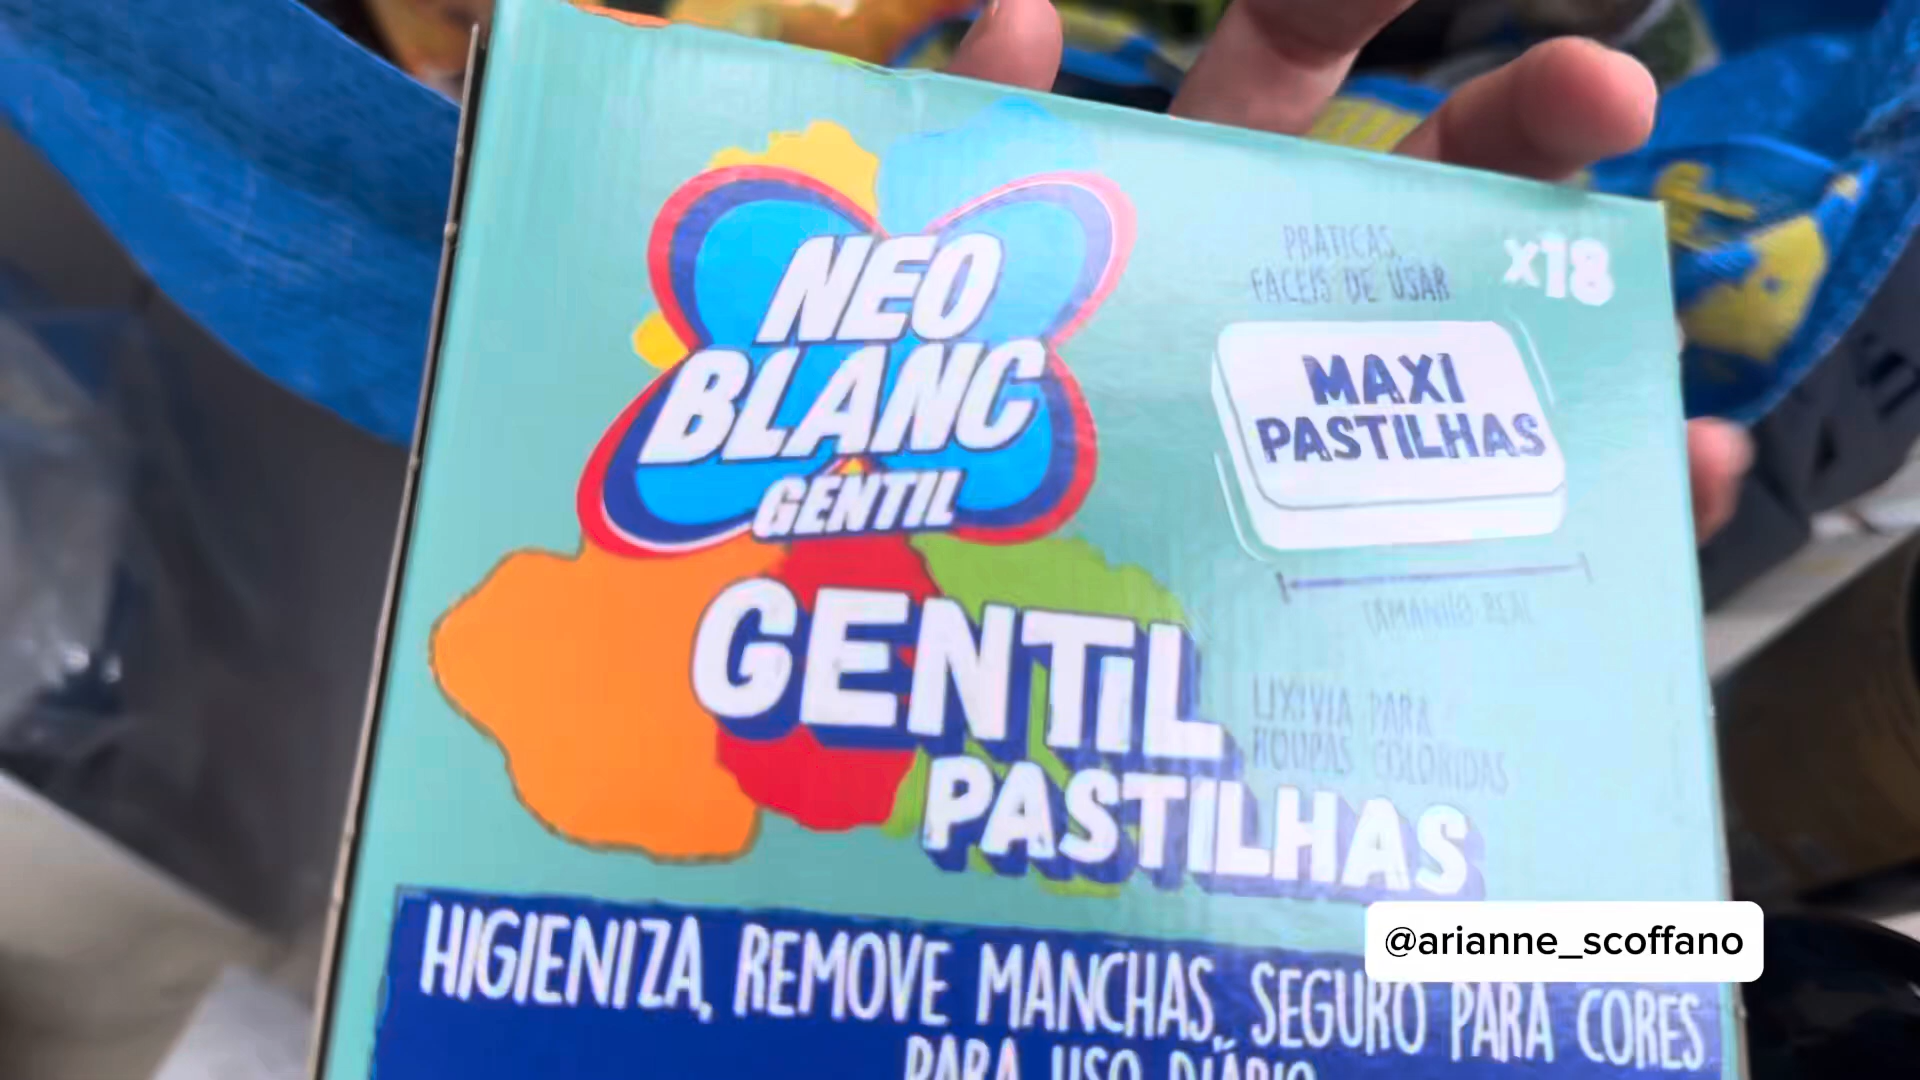 NEO
BLANC
GENTIL
PRÁTICAS,
FÁCEIS DE USAR
x18
MAXI
PASTILHAS
TAMANHO REAL
GENTIL
PASTILHAS
LIXÍVIA PARA
ROUPAS COLORIDAS
@arianne_scoffano
HIGIENIZA, REMOVE MANCHAS, SEGURO PARA CORES
PARA USO DIÁRIO